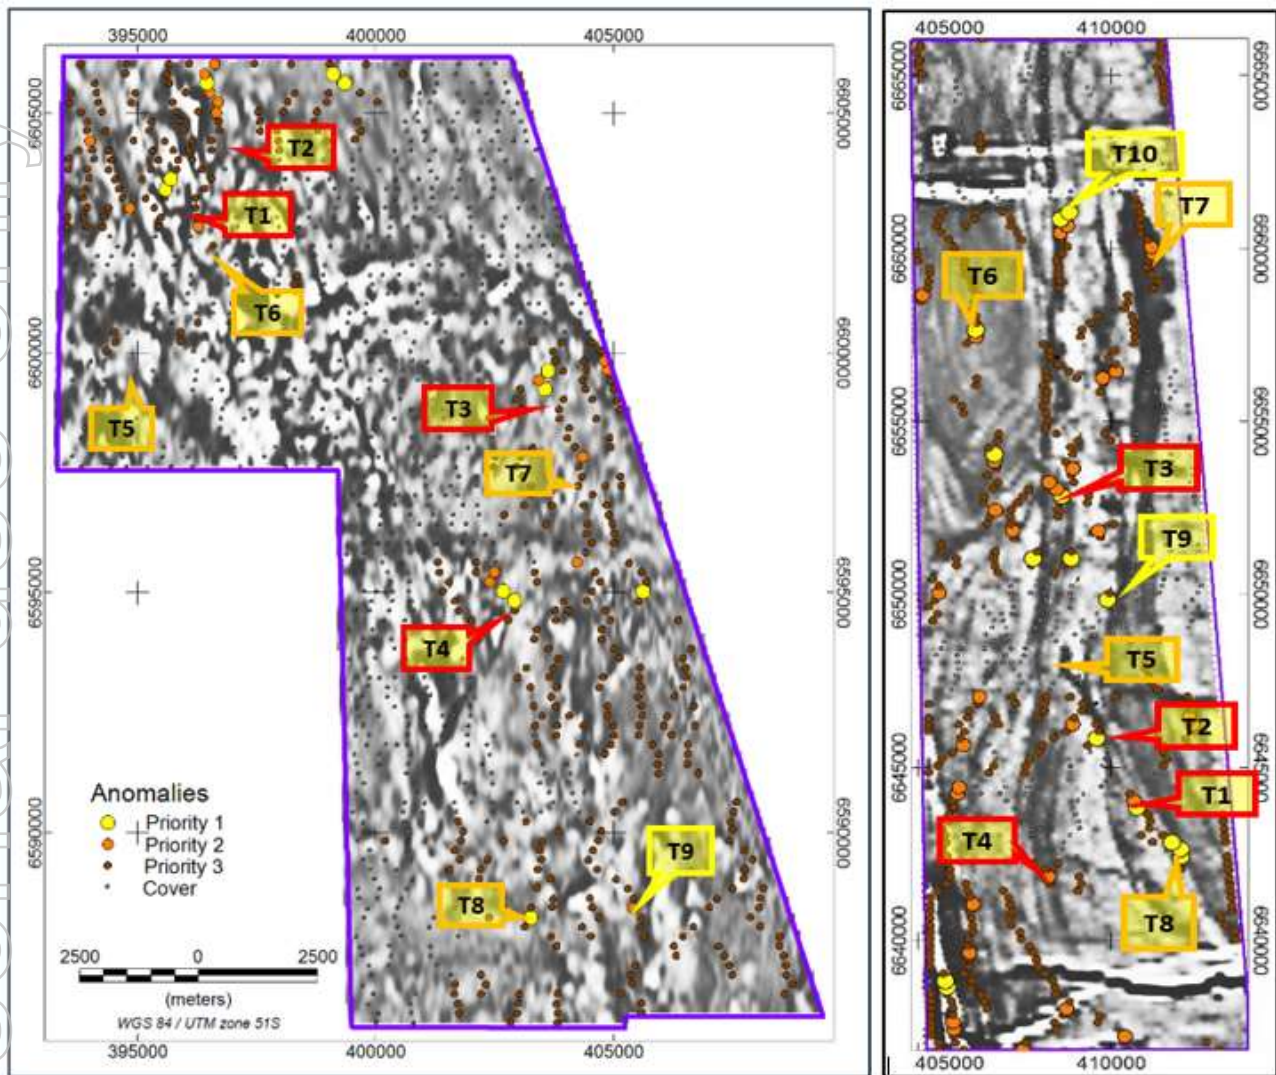 395000 400000 405000
6605000
6605000
T2
T1
T6
6600000
6600000
T3
T5
T7
6595000
6595000
T4
Anomalies
Priority 1
Priority 2
Priority 3
Cover
6590000
6590000
T9
T8
2500 0 2500
(meters)
WGS 84 / UTM zone 51S
395000 400000 405000
405000 410000
6665000
6665000
T10
T7
6660000
6660000
T6
6655000
6655000
T3
T9
6650000
6650000
T5
T2
6645000
6645000
T1
T4
T8
6640000
6640000
405000 410000